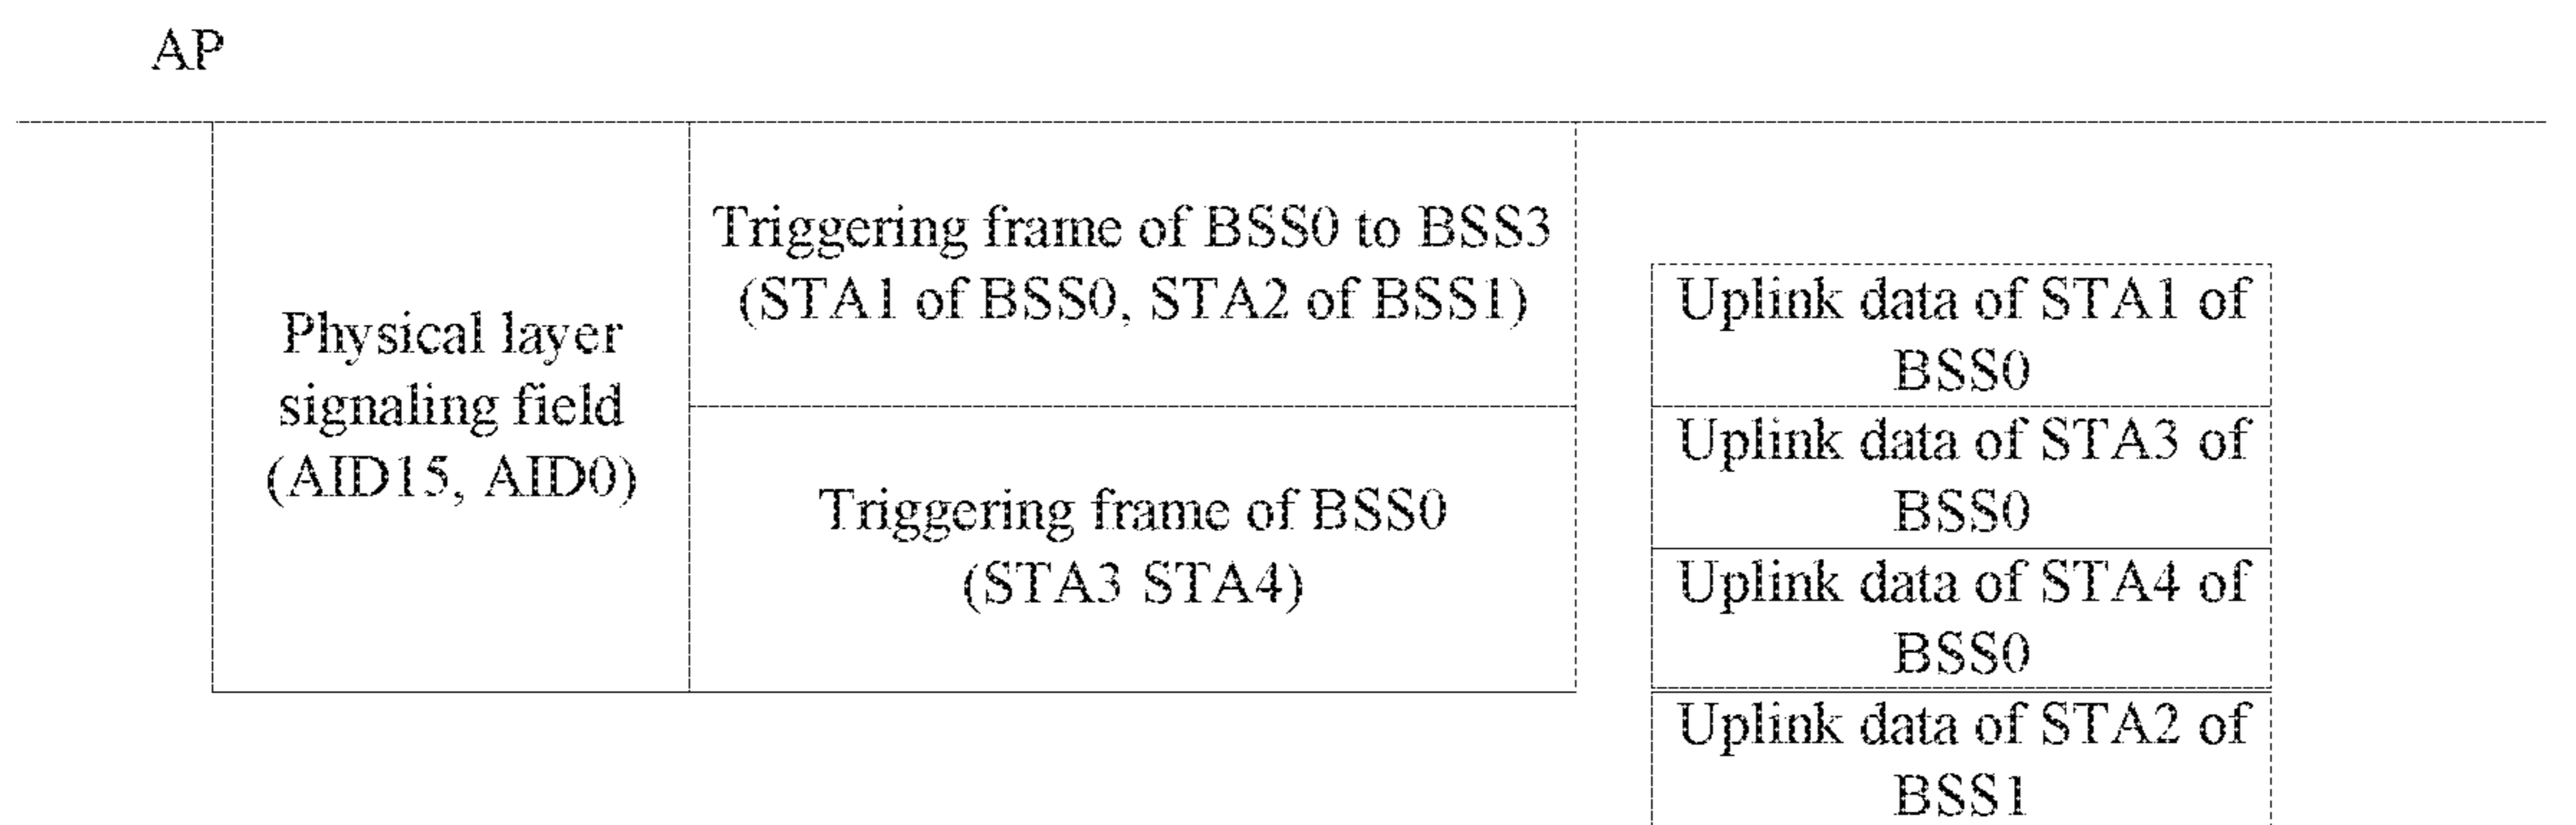 AP
Physical layer
signaling field
(AID15, AID0)
Triggering frame of BSS0 to BSS3
(STA1 of BSS0, STA2 of BSS1)
Triggering frame of BSS0
(STA3 STA4)
Uplink data of STA1 of
BSS0
Uplink data of STA3 of
BSS0
Uplink data of STA4 of
BSS0
Uplink data of STA2 of
BSS1